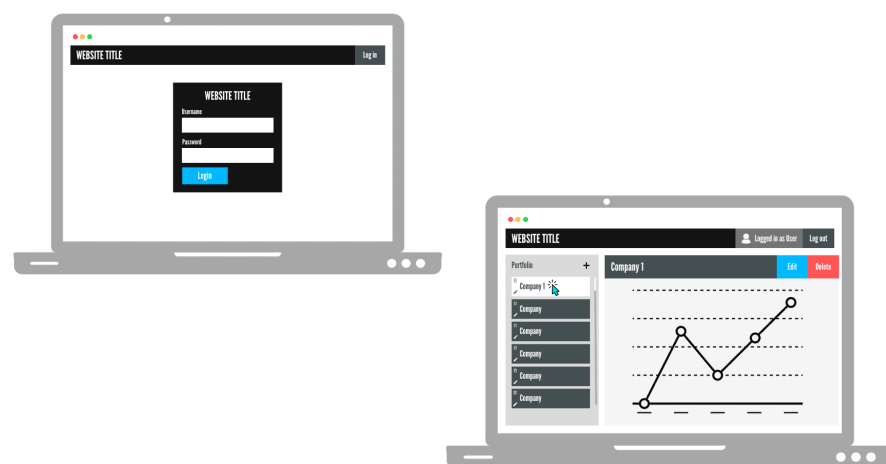 WEBSITE TITLE
Log in
WEBSITE TITLE
Username
Password
Login
WEBSITE TITLE
Logged in as User
Log out
Portfolio +
Company 1
Company
Company
Company
Company
Company
Company 1
Edit
Delete